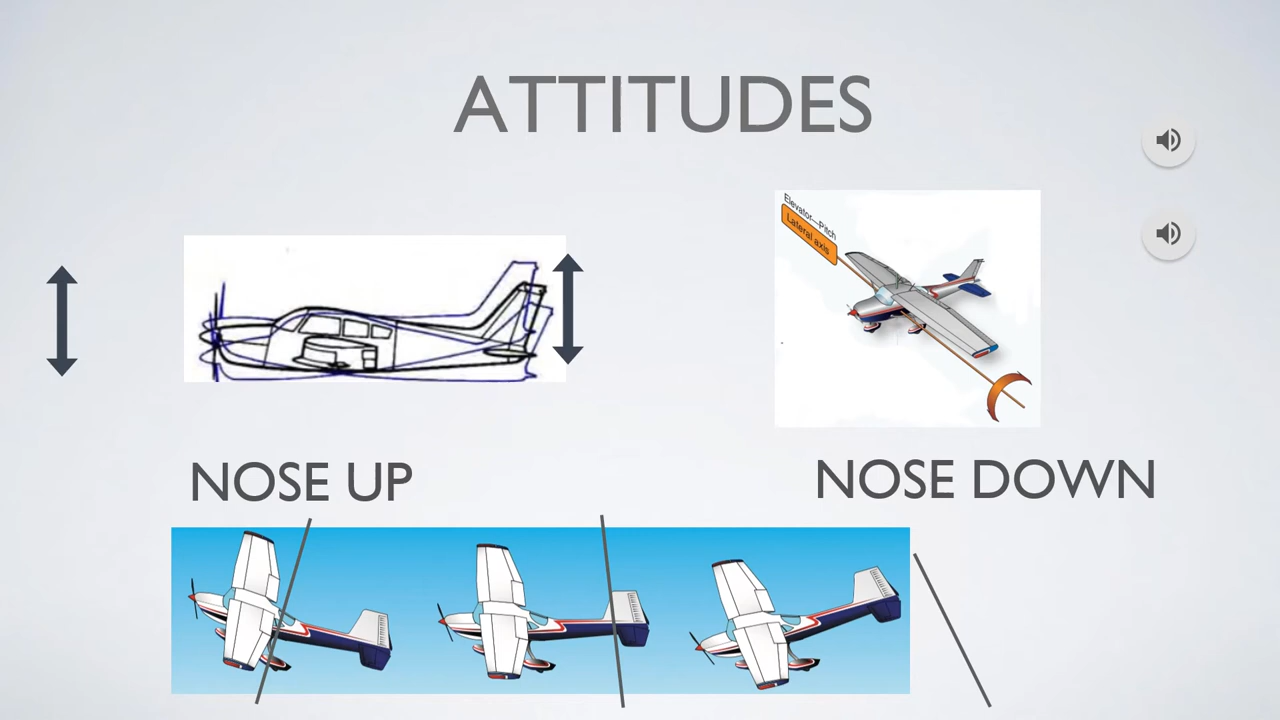 ATTITUDES
Elevator—Pitch
Lateral axis
NOSE UP
NOSE DOWN